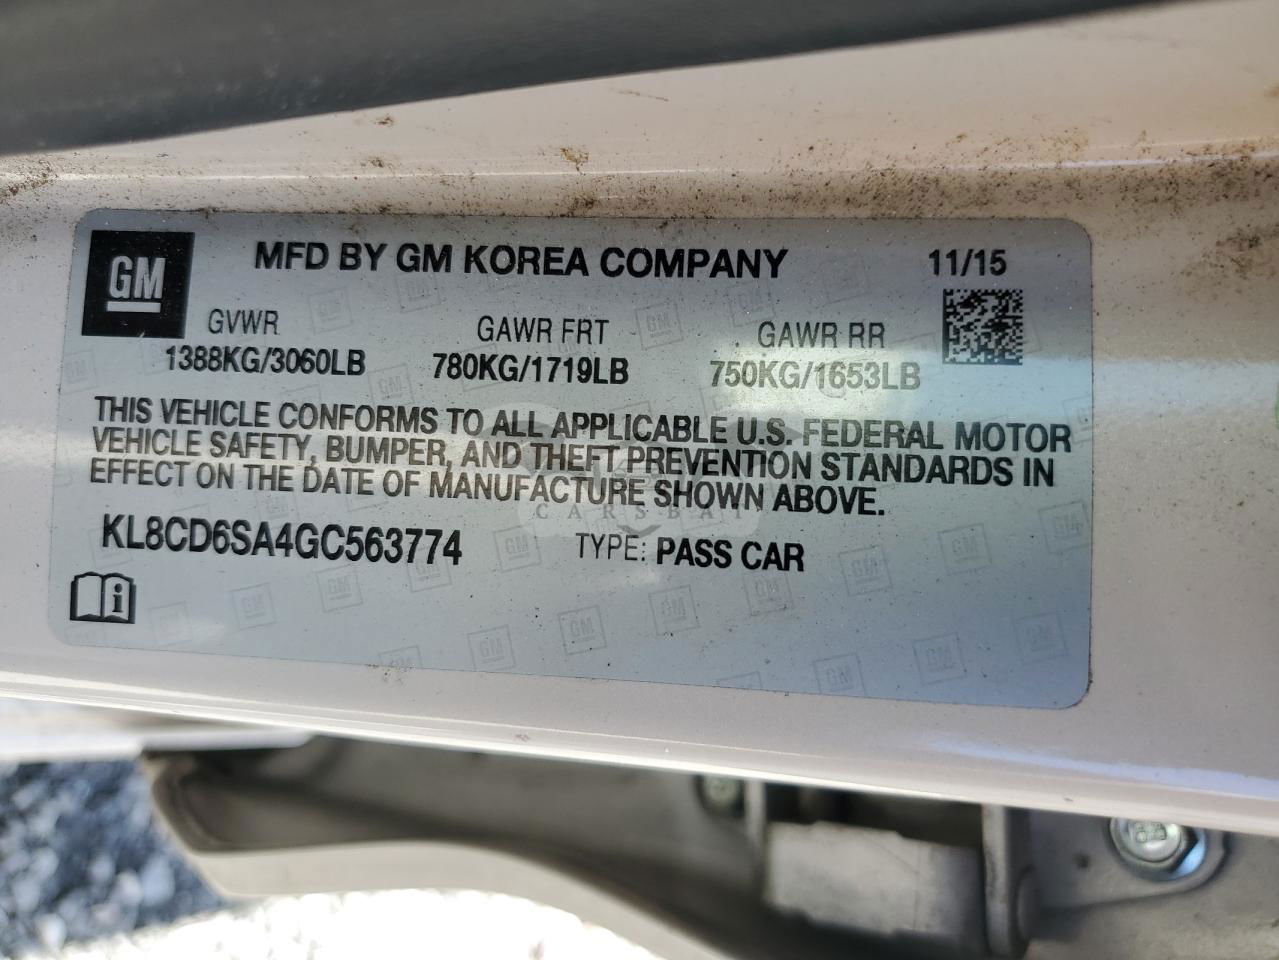 GM
MFD BY GM KOREA COMPANY 11/15
GVWR GAWR FRT GAWR RR
1388KG/3060LB 780KG/1719LB 750KG/1653LB
THIS VEHICLE CONFORMS TO ALL APPLICABLE U.S. FEDERAL MOTOR
VEHICLE SAFETY, BUMPER, AND THEFT PREVENTION STANDARDS IN
EFFECT ON THE DATE OF MANUFACTURE SHOWN ABOVE.
CARSBAT
KL8CD6SA4GC563774 TYPE: PASS CAR